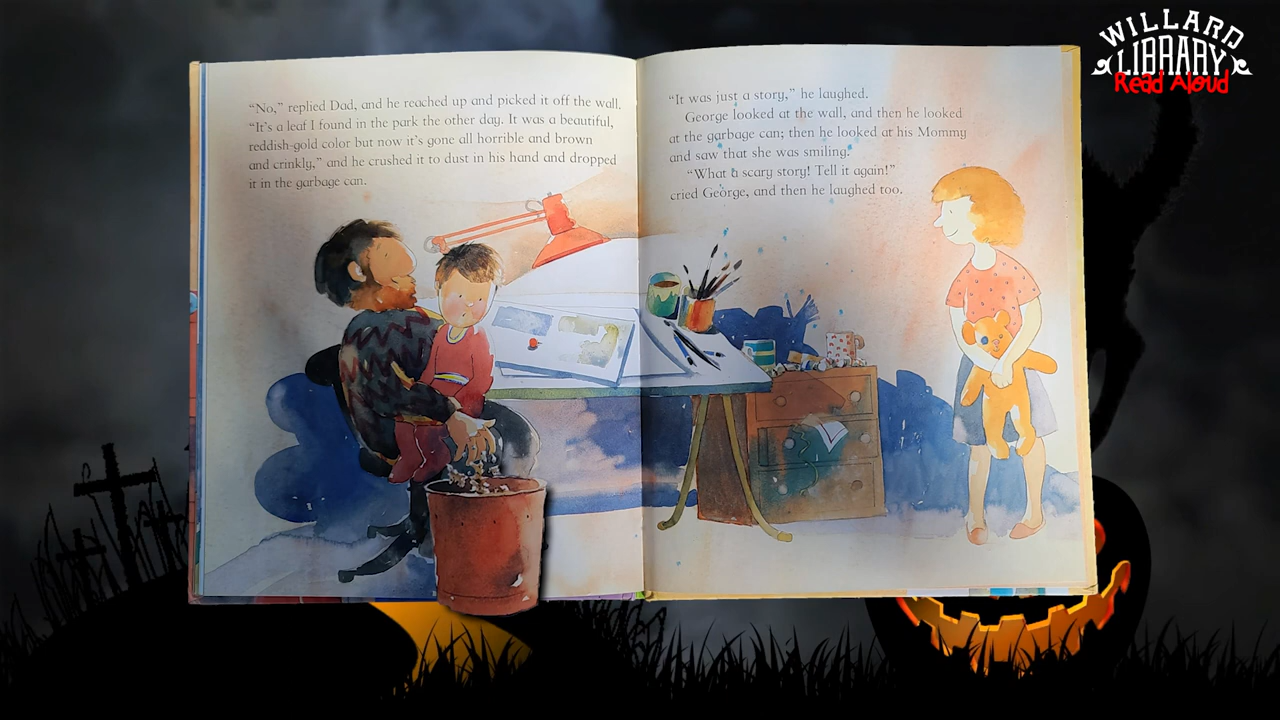 “No,” replied Dad, and he reached up and picked it off the wall.
“It’s a leaf I found in the park the other day. It was a beautiful,
reddish-gold color but now it’s gone all horrible and brown
and crinkly,” and he crushed it to dust in his hand and dropped
it in the garbage can.
“It was just a story,” he laughed.
George looked at the wall, and then he looked
at the garbage can; then he looked at his Mommy
and saw that she was smiling.
“What a scary story! Tell it again!”
cried George, and then he laughed too.
WILLARD
LIBRARY
Read Aloud